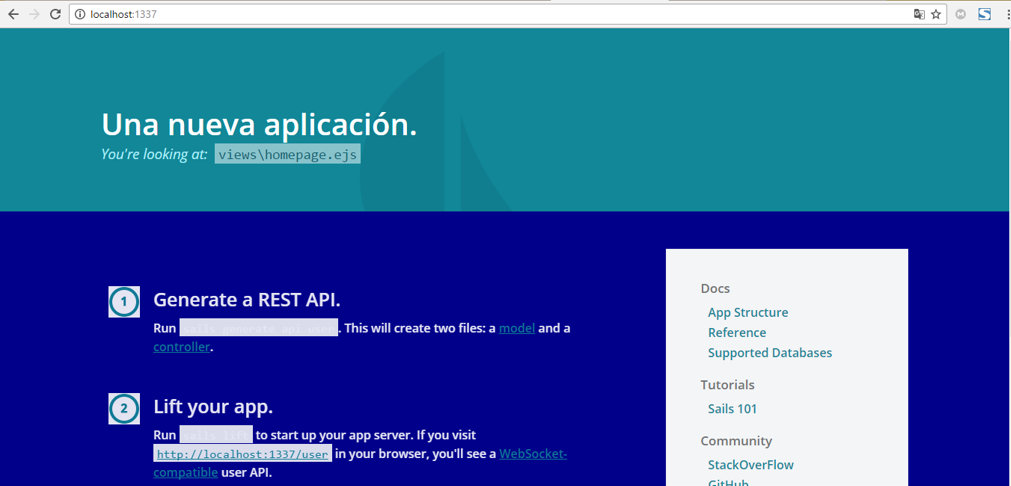 localhost:1337
Una nueva aplicación.
You're looking at: views\homepage.ejs
1
Generate a REST API.
Run sails generate api user. This will create two files: a model and a
controller.
2
Lift your app.
Run sails lift to start up your app server. If you visit
http://localhost:1337/user in your browser, you'll see a WebSocket-
compatible user API.
Docs
App Structure
Reference
Supported Databases
Tutorials
Sails 101
Community
StackOverFlow
GitHub